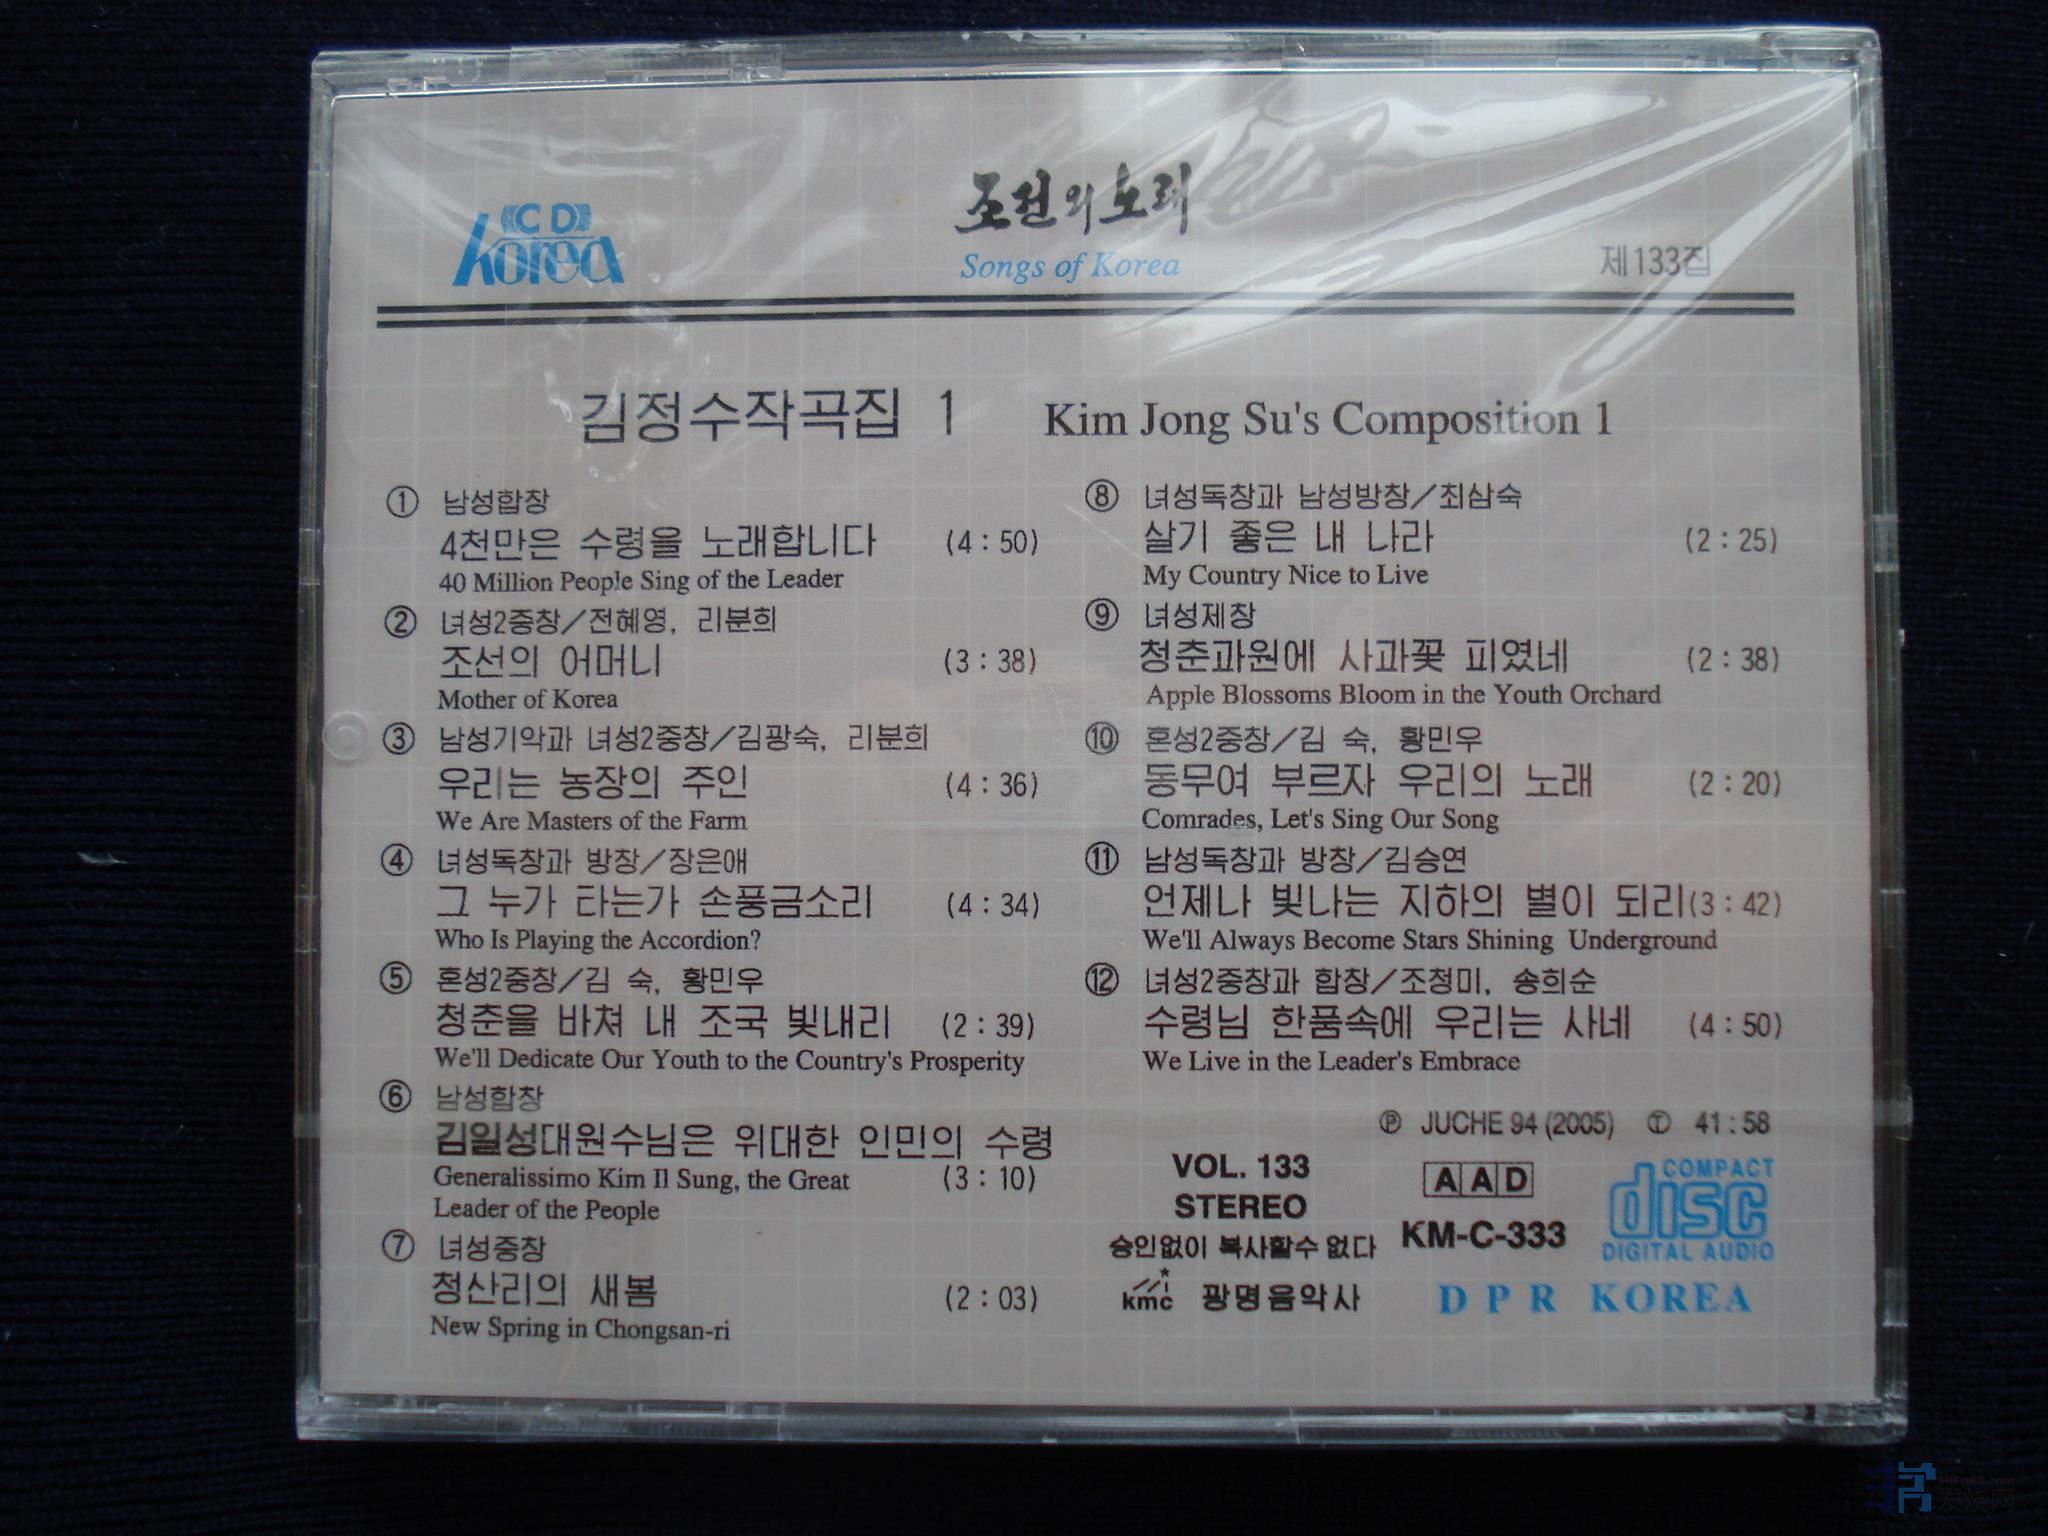 CD
Korea
조선의 노래
Songs of Korea
제133집
김정수작곡집 1 Kim Jong Su's Composition 1
① 남성합창
4천만은 수령을 노래합니다 (4:50)
40 Million People Sing of the Leader
② 녀성2중창/전혜영, 리분희
조선의 어머니 (3:38)
Mother of Korea
③ 남성기악과 녀성2중창/김광숙, 리분희
우리는 농장의 주인 (4:36)
We Are Masters of the Farm
④ 녀성독창과 방창/장은애
그 누가 타는가 손풍금소리 (4:34)
Who Is Playing the Accordion?
⑤ 혼성2중창/김 숙, 황민우
청춘을 바쳐 내 조국 빛내리 (2:39)
We'll Dedicate Our Youth to the Country's Prosperity
⑥ 남성합창
김일성대원수님은 위대한 인민의 수령
Generalissimo Kim Il Sung, the Great (3:10)
Leader of the People
⑦ 녀성중창
청산리의 새봄 (2:03)
New Spring in Chongsan-ri
⑧ 녀성독창과 남성방창/최삼숙
살기 좋은 내 나라 (2:25)
My Country Nice to Live
⑨ 녀성제창
청춘과원에 사과꽃 피였네 (2:38)
Apple Blossoms Bloom in the Youth Orchard
⑩ 혼성2중창/김 숙, 황민우
동무여 부르자 우리의 노래 (2:20)
Comrades, Let's Sing Our Song
⑪ 남성독창과 방창/김승연
언제나 빛나는 지하의 별이 되리(3:42)
We'll Always Become Stars Shining Underground
⑫ 녀성2중창과 합창/조청미, 송희순
수령님 한품속에 우리는 사네 (4:50)
We Live in the Leader's Embrace
Ⓟ JUCHE 94 (2005) Ⓣ 41:58
VOL. 133
STEREO
AAD
KM-C-333
COMPACT
disc
DIGITAL AUDIO
승인없이 복사할수 없다
kmc 광명음악사
DPR KOREA
发烧网